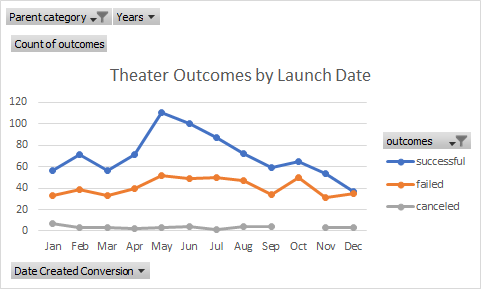 Parent category Years
Count of outcomes
Theater Outcomes by Launch Date
120
100
80
60
40
20
0
Jan Feb Mar Apr May Jun Jul Aug Sep Oct Nov Dec
outcomes
successful
failed
canceled
Date Created Conversion